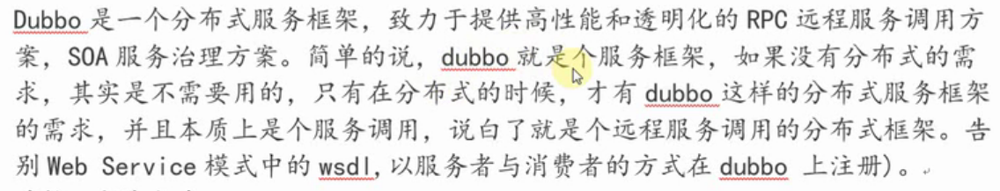 Dubbo 是一个分布式服务框架，致力于提供高性能和透明化的 RPC 远程服务调用方
案，SOA 服务治理方案。简单的说，dubbo 就是个服务框架，如果没有分布式的需
求，其实是不需要用的，只有在分布式的时候，才有 dubbo 这样的分布式服务框架
的需求，并且本质上是个服务调用，说白了就是个远程服务调用的分布式框架。告
别 Web Service 模式中的 wsdl,以服务者与消费者的方式在 dubbo 上注册)。